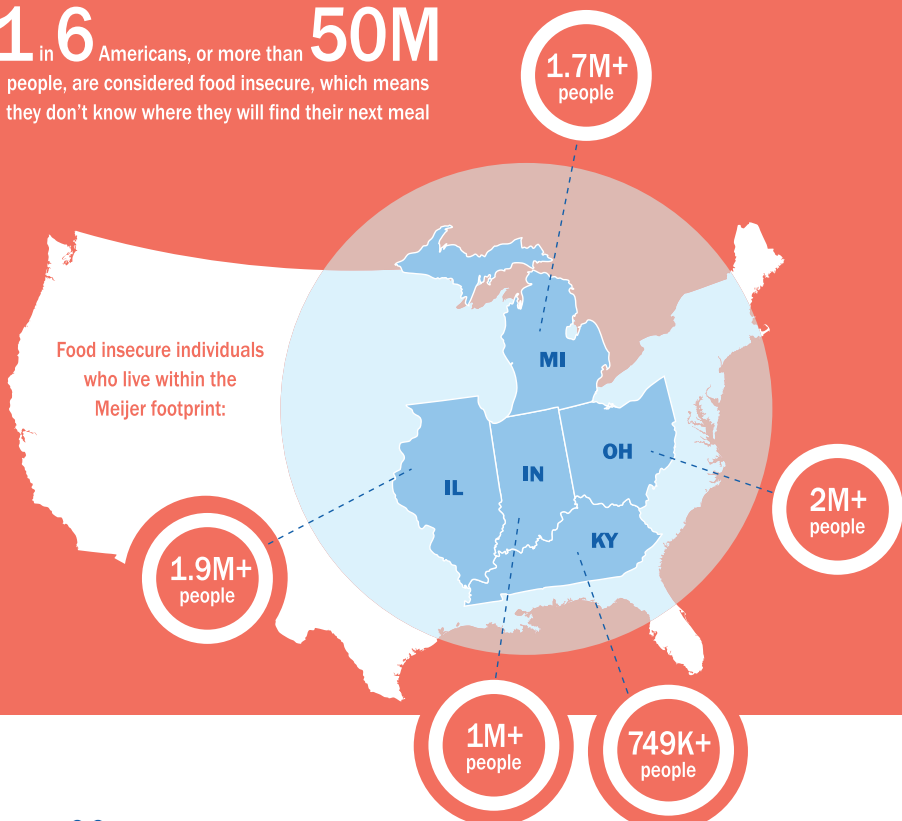 1 in 6 Americans, or more than 50M
people, are considered food insecure, which means
they don't know where they will find their next meal
1.7M+
people
Food insecure individuals
who live within the
Meijer footprint:
MI
OH
IL
IN
KY
2M+
people
1.9M+
people
1M+
people
749K+
people